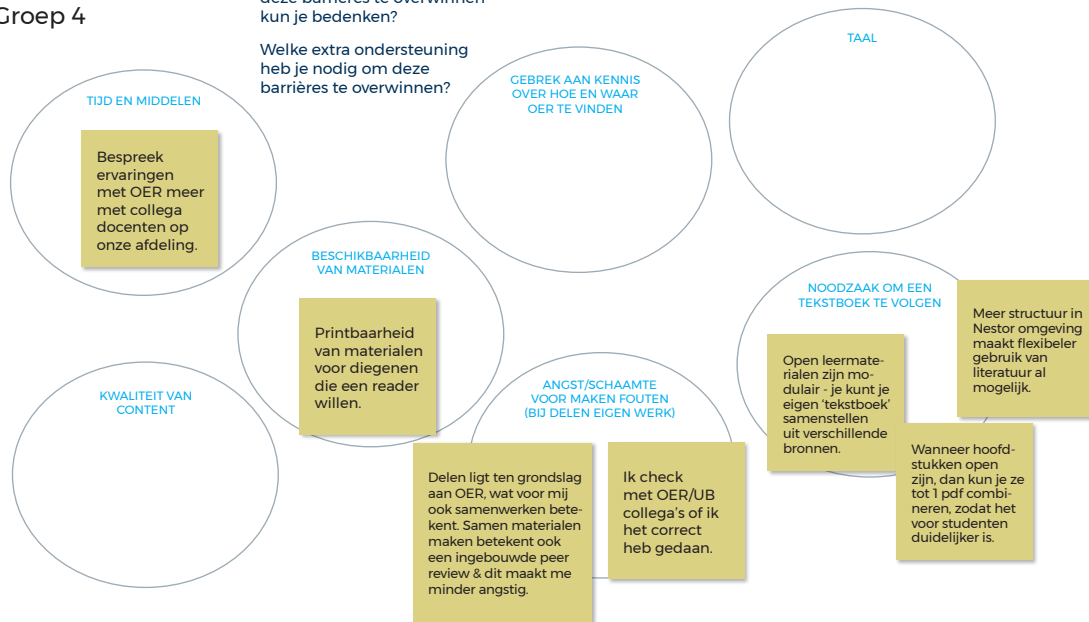 Groep 4
deze barrières te overwinnen
kun je bedenken?
Welke extra ondersteuning
heb je nodig om deze
barrières te overwinnen?
TIJD EN MIDDELEN
Bespreek
ervaringen
met OER meer
met collega
docenten op
onze afdeling.
GEBREK AAN KENNIS
OVER HOE EN WAAR
OER TE VINDEN
TAAL
BESCHIKBAARHEID
VAN MATERIALEN
Printbaarheid
van materialen
voor diegenen
die een reader
willen.
NOODZAAK OM EEN
TEKSTBOEK TE VOLGEN
Open leermate-
rialen zijn mo-
dulair - je kunt je
eigen ‘tekstboek’
samenstellen
uit verschillende
bronnen.
Meer structuur in
Nestor omgeving
maakt flexibeler
gebruik van
literatuur al
mogelijk.
Wanneer hoofd-
stukken open
zijn, dan kun je ze
tot 1 pdf combi-
neren, zodat het
voor studenten
duidelijker is.
KWALITEIT VAN
CONTENT
ANGST/SCHAAMTE
VOOR MAKEN FOUTEN
(BIJ DELEN EIGEN WERK)
Delen ligt ten grondslag
aan OER, wat voor mij
ook samenwerken bete-
kent. Samen materialen
maken betekent ook
een ingebouwde peer
review & dit maakt me
minder angstig.
Ik check
met OER/UB
collega’s of ik
het correct
heb gedaan.